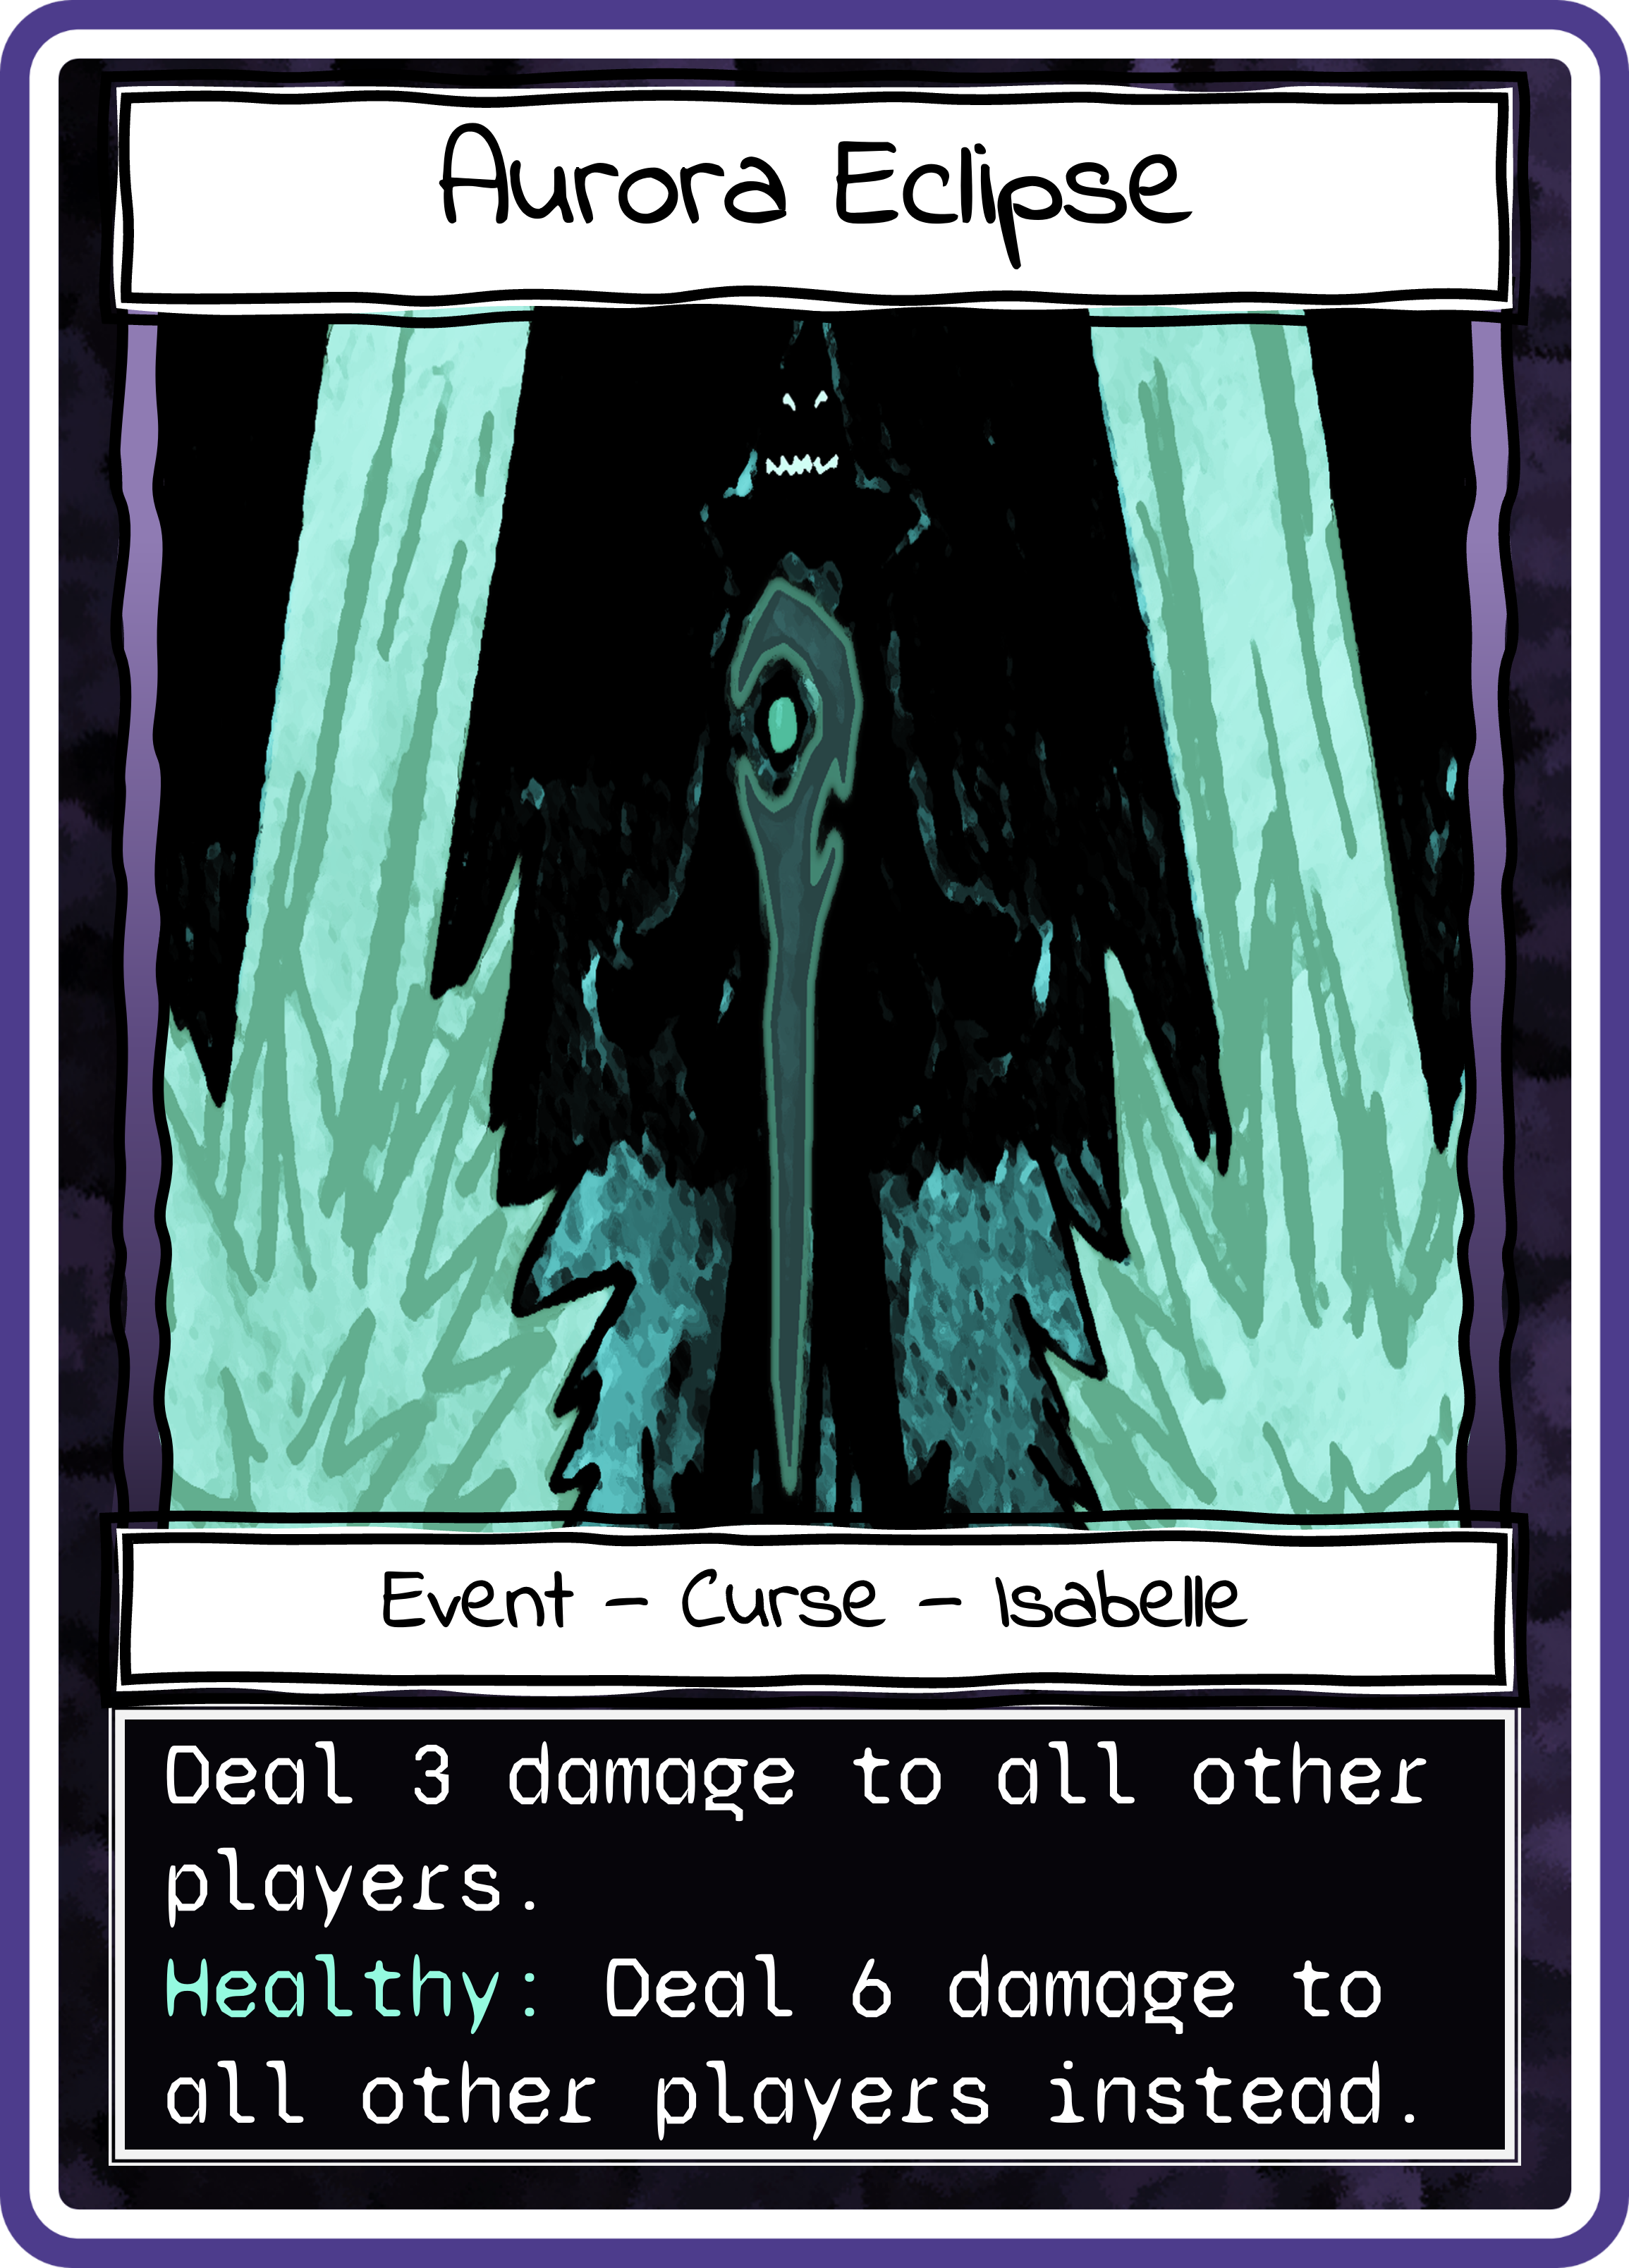 Aurora Eclipse
Event – Curse – Isabelle
Deal 3 damage to all other
players.
Healthy: Deal 6 damage to
all other players instead.